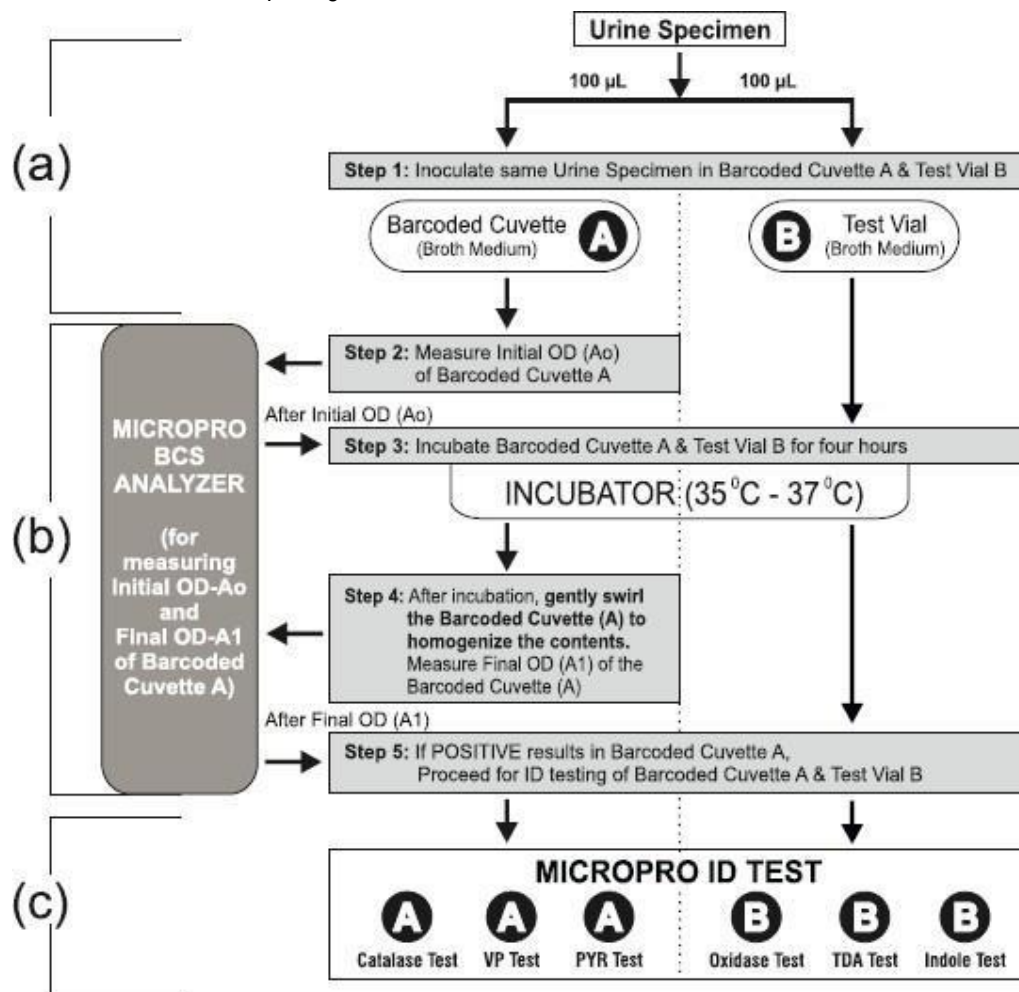 Urine Specimen
100 µL 100 µL
(a)
Step 1: Inoculate same Urine Specimen in Barcoded Cuvette A & Test Vial B
Barcoded Cuvette
(Broth Medium)
A
B
Test Vial
(Broth Medium)
Step 2: Measure Initial OD (Ao)
of Barcoded Cuvette A
After Initial OD (Ao)
Step 3: Incubate Barcoded Cuvette A & Test Vial B for four hours
INCUBATOR (35 ⁰C - 37 ⁰C)
(b)
MICROPRO
BCS
ANALYZER
(for
measuring
Initial OD-Ao
and
Final OD-A1
of Barcoded
Cuvette A)
Step 4: After incubation, gently swirl
the Barcoded Cuvette (A) to
homogenize the contents.
Measure Final OD (A1) of the
Barcoded Cuvette (A)
After Final OD (A1)
Step 5: If POSITIVE results in Barcoded Cuvette A,
Proceed for ID testing of Barcoded Cuvette A & Test Vial B
(c)
MICROPRO ID TEST
A A A B B B
Catalase Test VP Test PYR Test Oxidase Test TDA Test Indole Test